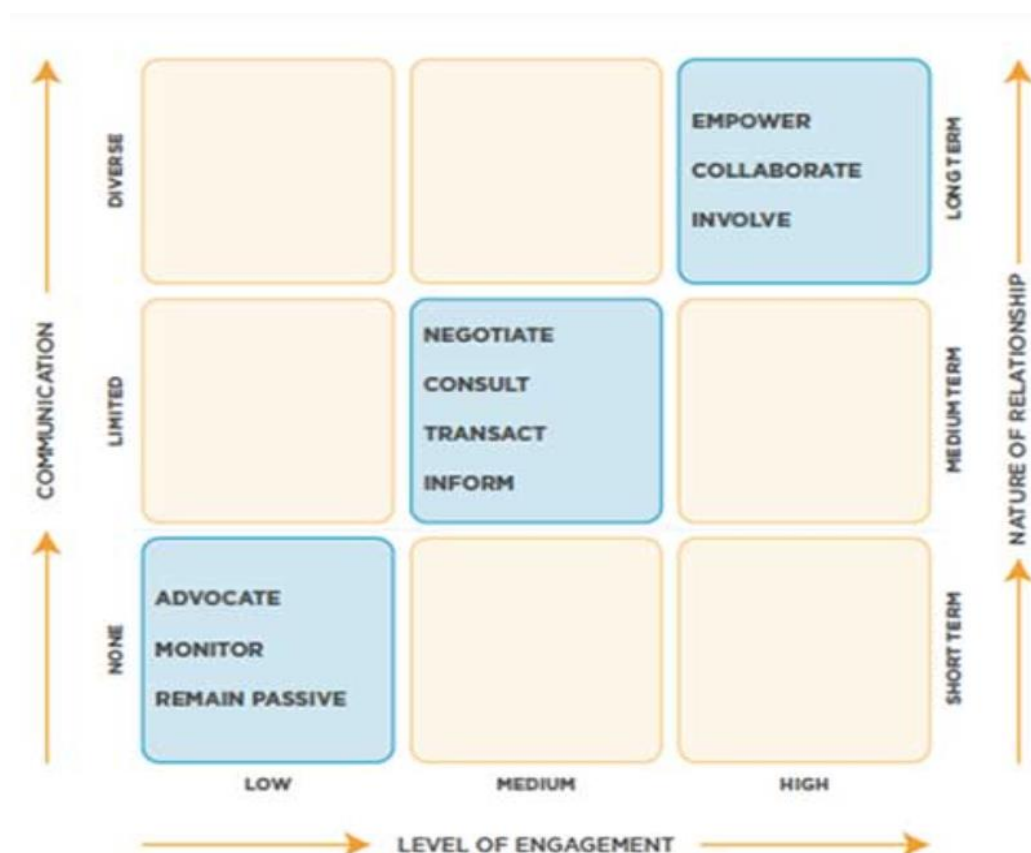 DIVERSE
EMPOWER
COLLABORATE
INVOLVE
LONG TERM
COMMUNICATION
LIMITED
NEGOTIATE
CONSULT
TRANSACT
INFORM
MEDIUM TERM
NATURE OF RELATIONSHIP
NONE
ADVOCATE
MONITOR
REMAIN PASSIVE
SHORT TERM
LOW
MEDIUM
HIGH
LEVEL OF ENGAGEMENT